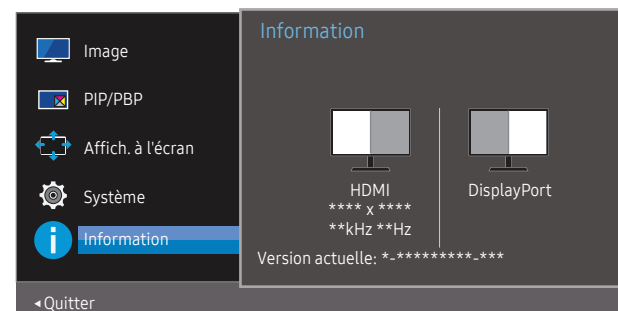 Image
PIP/PBP
Affich. à l'écran
Système
Information
Information
HDMI
**** x ****
**kHz **Hz
DisplayPort
Version actuelle: *-*********-***
Quitter